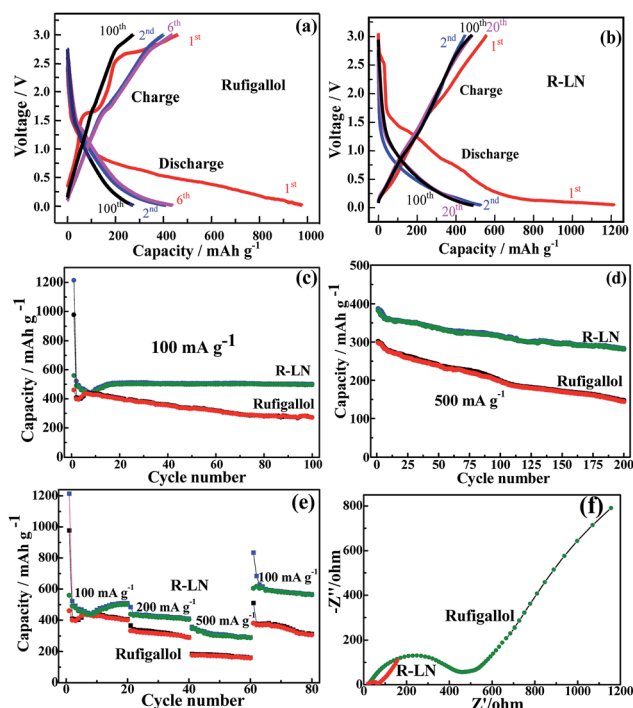 (a)
3.0
2.5
2.0
1.5
1.0
0.5
0.0
Voltage / V
100th
2nd
6th
1st
Charge
Rufigallol
Discharge
1st
100th
2nd
6th
0 200 400 600 800 1000
Capacity / mAh g-1
(b)
3.0
2.5
2.0
1.5
1.0
0.5
0.0
Voltage / V
100th
20th
2nd
1st
R-LN
Charge
Discharge
100th
1st
20th
2nd
0 200 400 600 800 1000 1200
Capacity / mAh g-1
(c)
1200
1000
800
600
400
200
0
Capacity / mAh g-1
100 mA g-1
R-LN
Rufigallol
0 20 40 60 80 100
Cycle number
(d)
500
400
300
200
100
0
Capacity / mAh g-1
R-LN
Rufigallol
500 mA g-1
0 25 50 75 100 125 150 175 200
Cycle number
(e)
1200
1000
800
600
400
200
0
Capacity / mAh g-1
R-LN
100 mA g-1
100 mA g-1
200 mA g-1
500 mA g-1
Rufigallol
0 20 40 60 80
Cycle number
(f)
-800
-600
-400
-200
0
-Z''/ohm
Rufigallol
R-LN
0 200 400 600 800 1000 1200
Z'/ohm